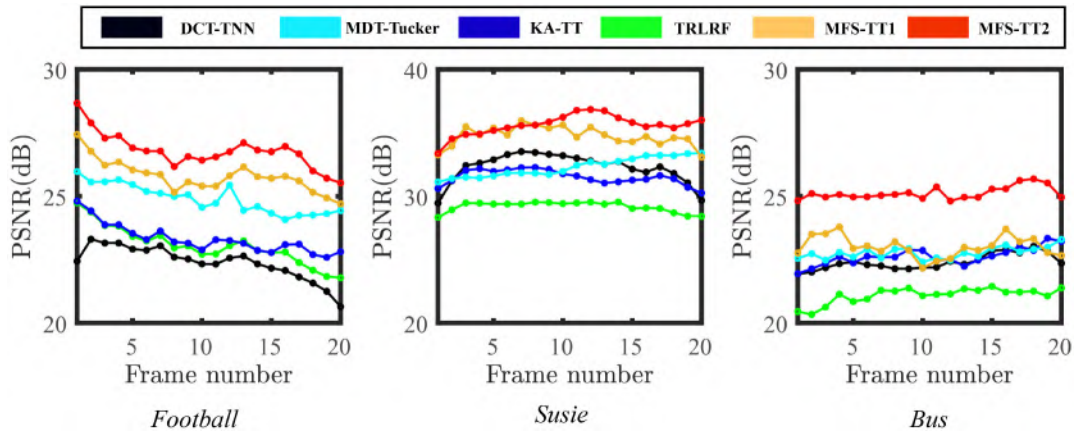 DCT-TNN MDT-Tucker KA-TT TRLRF MFS-TT1 MFS-TT2
PSNR(dB)
30
25
20
5 10 15 20
Frame number
Football
PSNR(dB)
40
30
20
5 10 15 20
Frame number
Susie
PSNR(dB)
30
25
20
5 10 15 20
Frame number
Bus